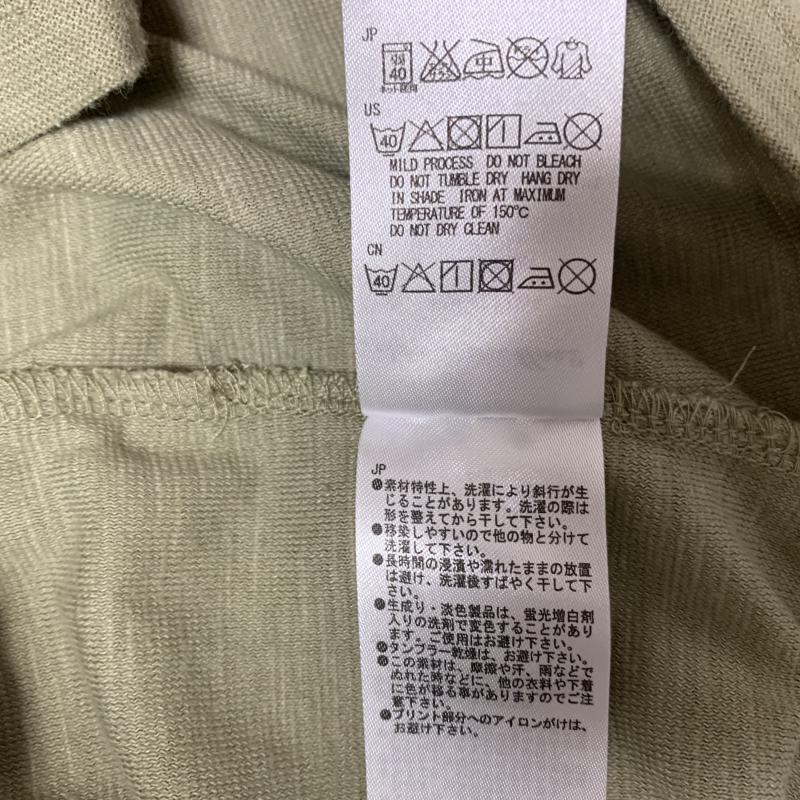 JP
弱
40
中
ネット使用
US
40
MILD PROCESS DO NOT BLEACH
DO NOT TUMBLE DRY HANG DRY
IN SHADE IRON AT MAXIMUM
TEMPERATURE OF 150℃
DO NOT DRY CLEAN
CN
40
JP
●素材特性上、洗濯により斜行が生
じることがあります。洗濯の際は
形を整えてから干して下さい。
●移染しやすいので他の物と分けて
洗濯して下さい。
●長時間の浸漬や濡れたままの放置
は避け、洗濯後すばやく干して下
さい。
●生成り・淡色製品は、蛍光増白剤
入りの洗剤で変色することがあり
ます。ご使用はお避け下さい。
●タンブラー乾燥は、お避け下さい。
●この素材は、摩擦や汗、雨などで
ぬれた時などに、他の衣料や下着
に色が移る事がありますのでご注
意下さい。
●プリント部分へのアイロンがけは、
お避け下さい。